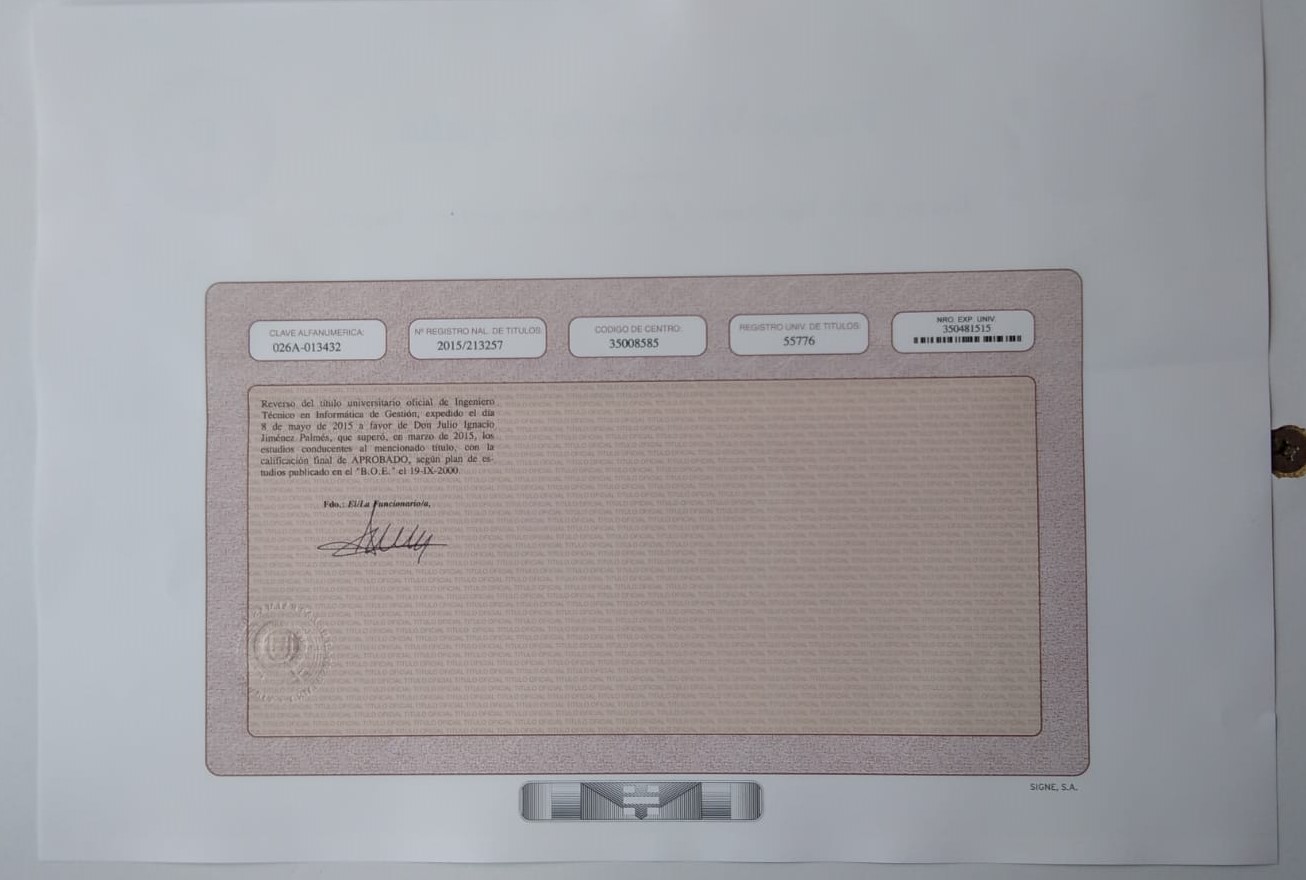 CLAVE ALFANUMERICA:
026A-013432
Nº REGISTRO NAL. DE TITULOS:
2015/213257
CODIGO DE CENTRO:
35008585
REGISTRO UNIV. DE TITULOS:
55776
NRO. EXP. UNIV.
350481515
Reverso del título universitario oficial de Ingeniero
Técnico en Informática de Gestión, expedido el día
8 de mayo de 2015 a favor de Don Julio Ignacio
Jiménez Palmés, que superó, en marzo de 2015, los
estudios conducentes al mencionado título, con la
calificación final de APROBADO, según plan de es-
tudios publicado en el "B.O.E." el 19-IX-2000.
Fdo.: El/La Funcionario/a,
SIGNE, S.A.